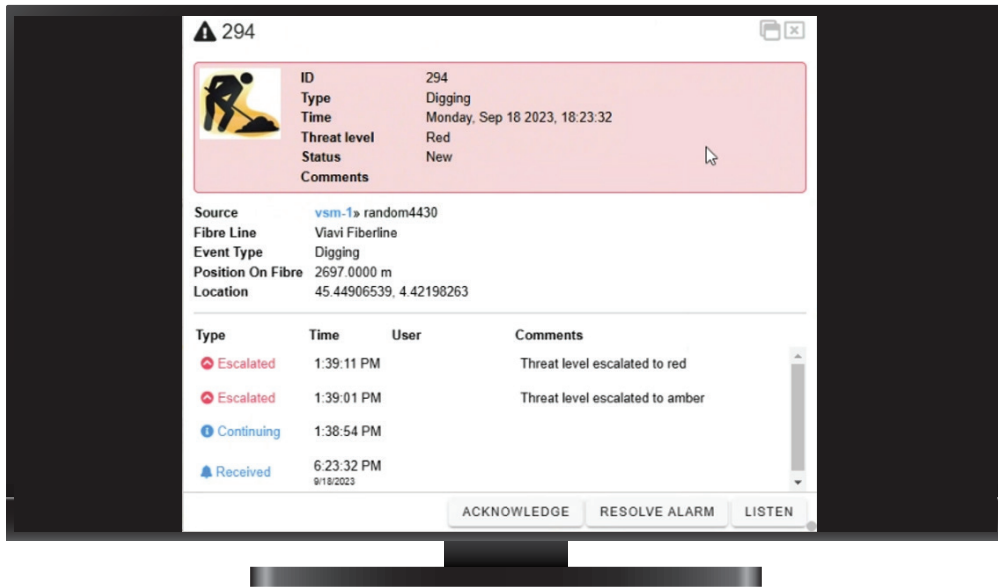 294
ID 294
Type Digging
Time Monday, Sep 18 2023, 18:23:32
Threat level Red
Status New
Comments
Source vsm-1» random4430
Fibre Line Viavi Fiberline
Event Type Digging
Position On Fibre 2697.0000 m
Location 45.44906539, 4.42198263
Type Time User Comments
Escalated 1:39:11 PM Threat level escalated to red
Escalated 1:39:01 PM Threat level escalated to amber
Continuing 1:38:54 PM
Received 6:23:32 PM
9/18/2023
ACKNOWLEDGE RESOLVE ALARM LISTEN